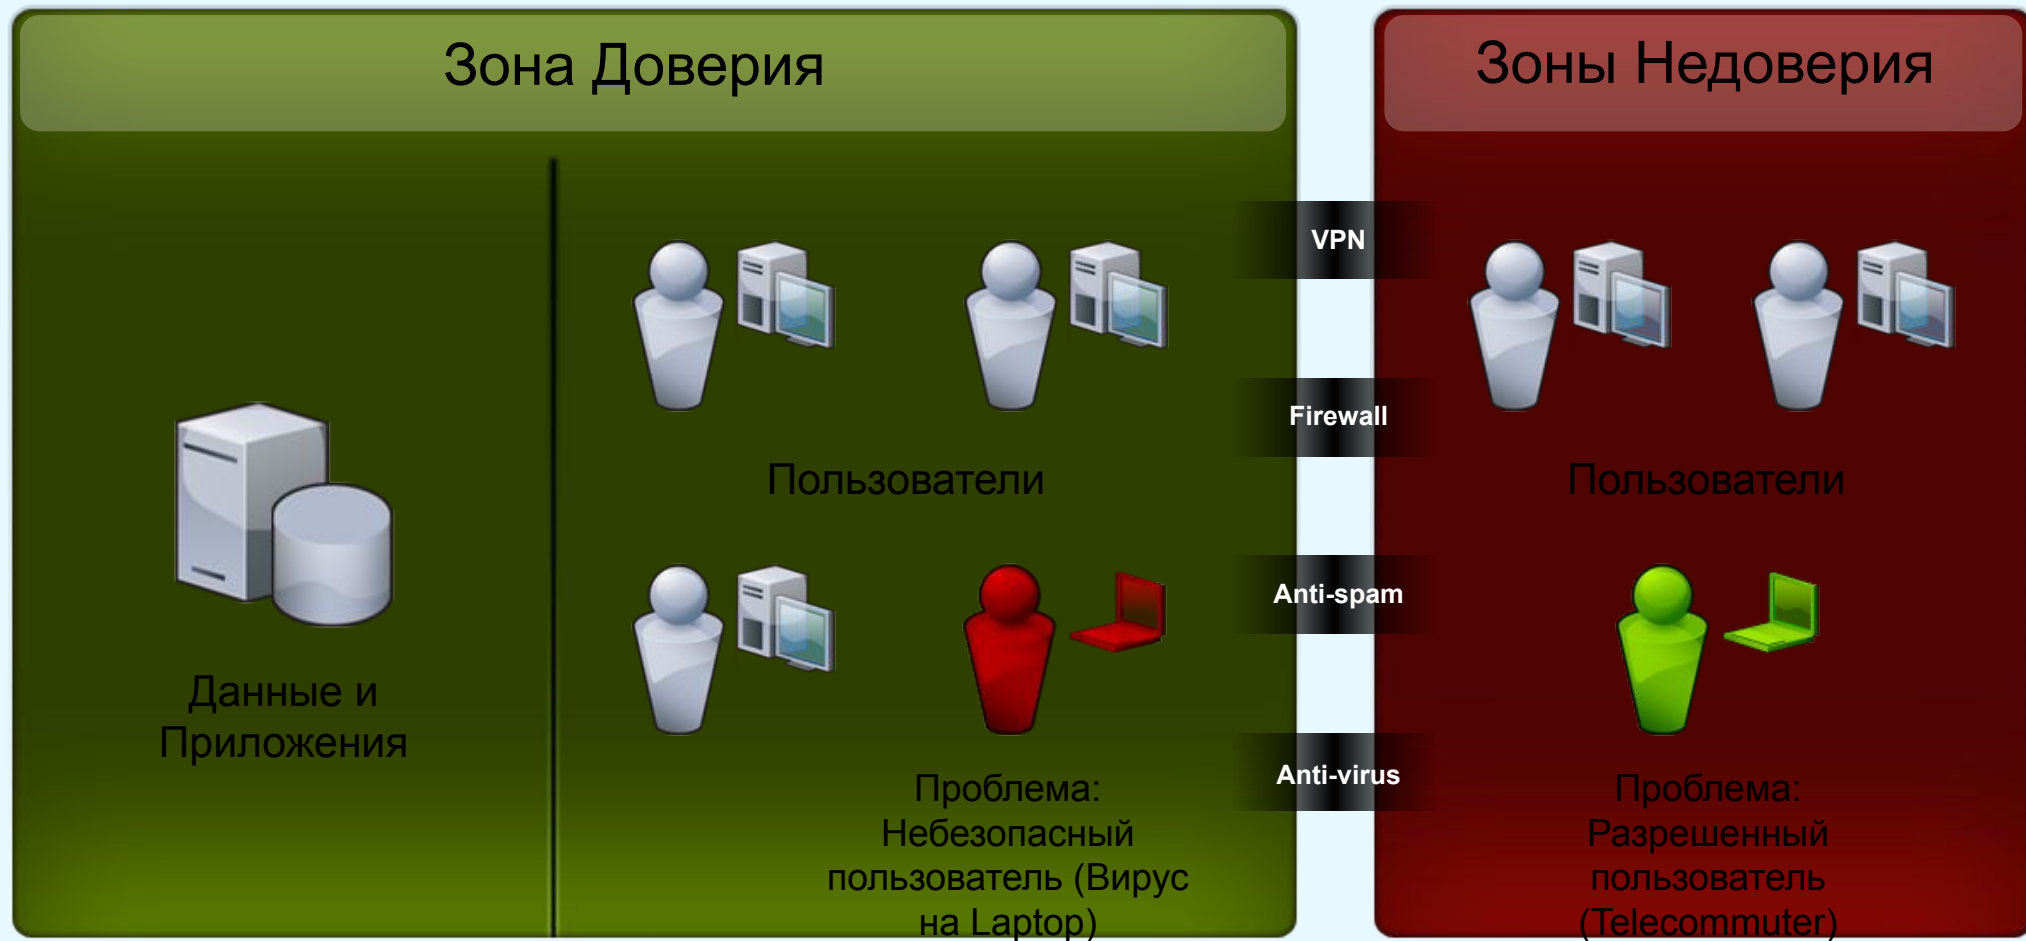 Зона Доверия
Данные и
Приложения
Пользователи
Проблема:
Небезопасный
пользователь (Вирус
на Laptop)
VPN
Firewall
Anti-spam
Anti-virus
Зоны Недоверия
Пользователи
Проблема:
Разрешенный
пользователь
(Telecommuter)